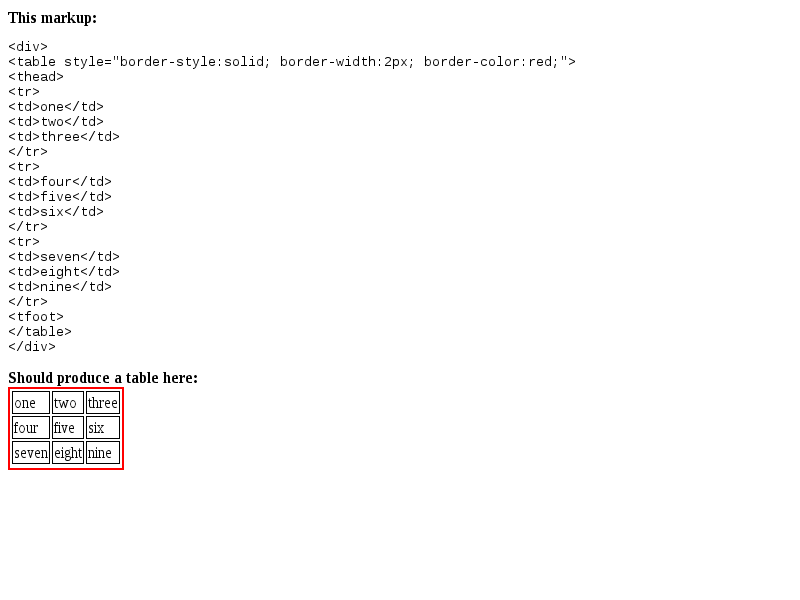 This markup:
<div>
<table style="border-style:solid; border-width:2px; border-color:red;">
<thead>
<tr>
<td>one</td>
<td>two</td>
<td>three</td>
</tr>
<tr>
<td>four</td>
<td>five</td>
<td>six</td>
</tr>
<tr>
<td>seven</td>
<td>eight</td>
<td>nine</td>
</tr>
<tfoot>
</table>
</div>
Should produce a table here:
one two three
four five six
seven eight nine